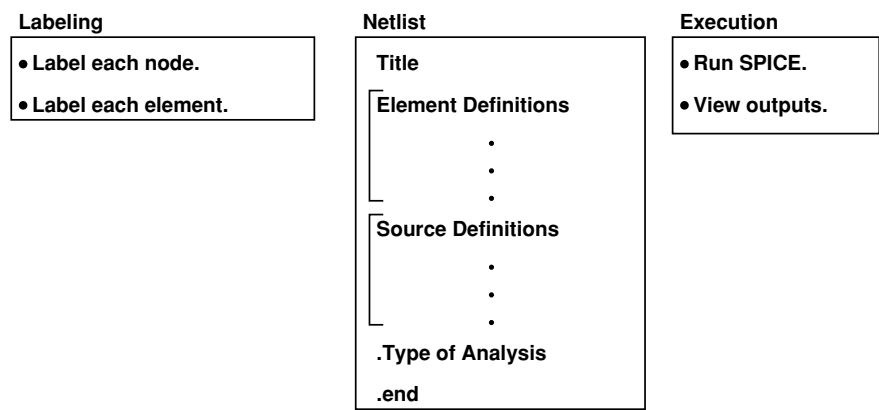 Labeling
• Label each node.
• Label each element.
Netlist
Title
Element Definitions
Source Definitions
.Type of Analysis
.end
Execution
• Run SPICE.
• View outputs.